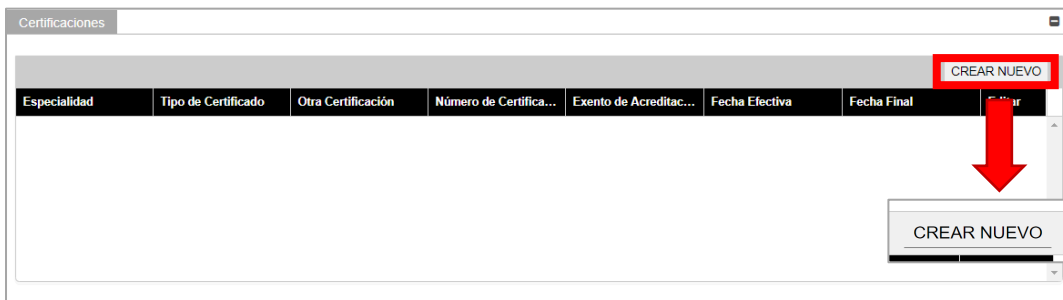 Certificaciones
CREAR NUEVO
Especialidad Tipo de Certificado Otra Certificación Número de Certifica... Exento de Acreditac... Fecha Efectiva Fecha Final Editar
CREAR NUEVO